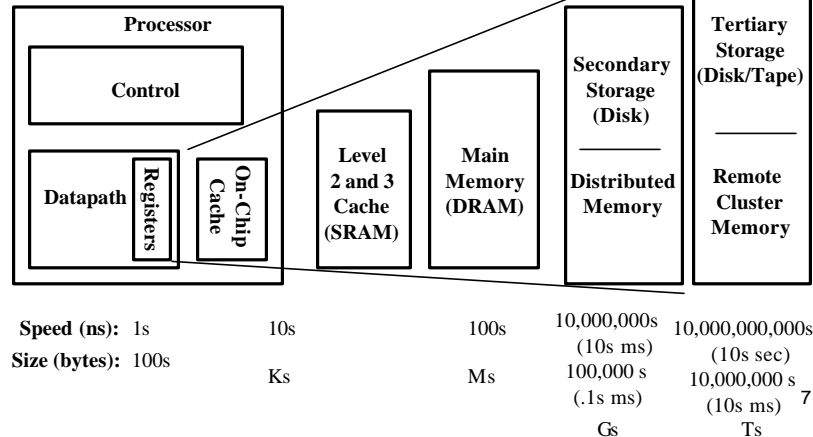 Processor
Control
Datapath
Registers
On-Chip
Cache
Level
2 and 3
Cache
(SRAM)
Main
Memory
(DRAM)
Secondary
Storage
(Disk)
Distributed
Memory
Tertiary
Storage
(Disk/Tape)
Remote
Cluster
Memory
Speed (ns): 1s 10s 100s 10,000,000s 10,000,000,000s
(10s ms) (10s sec)
Size (bytes): 100s Ks Ms 100,000 s 10,000,000 s
(.1s ms) (10s ms)
Gs Ts
7